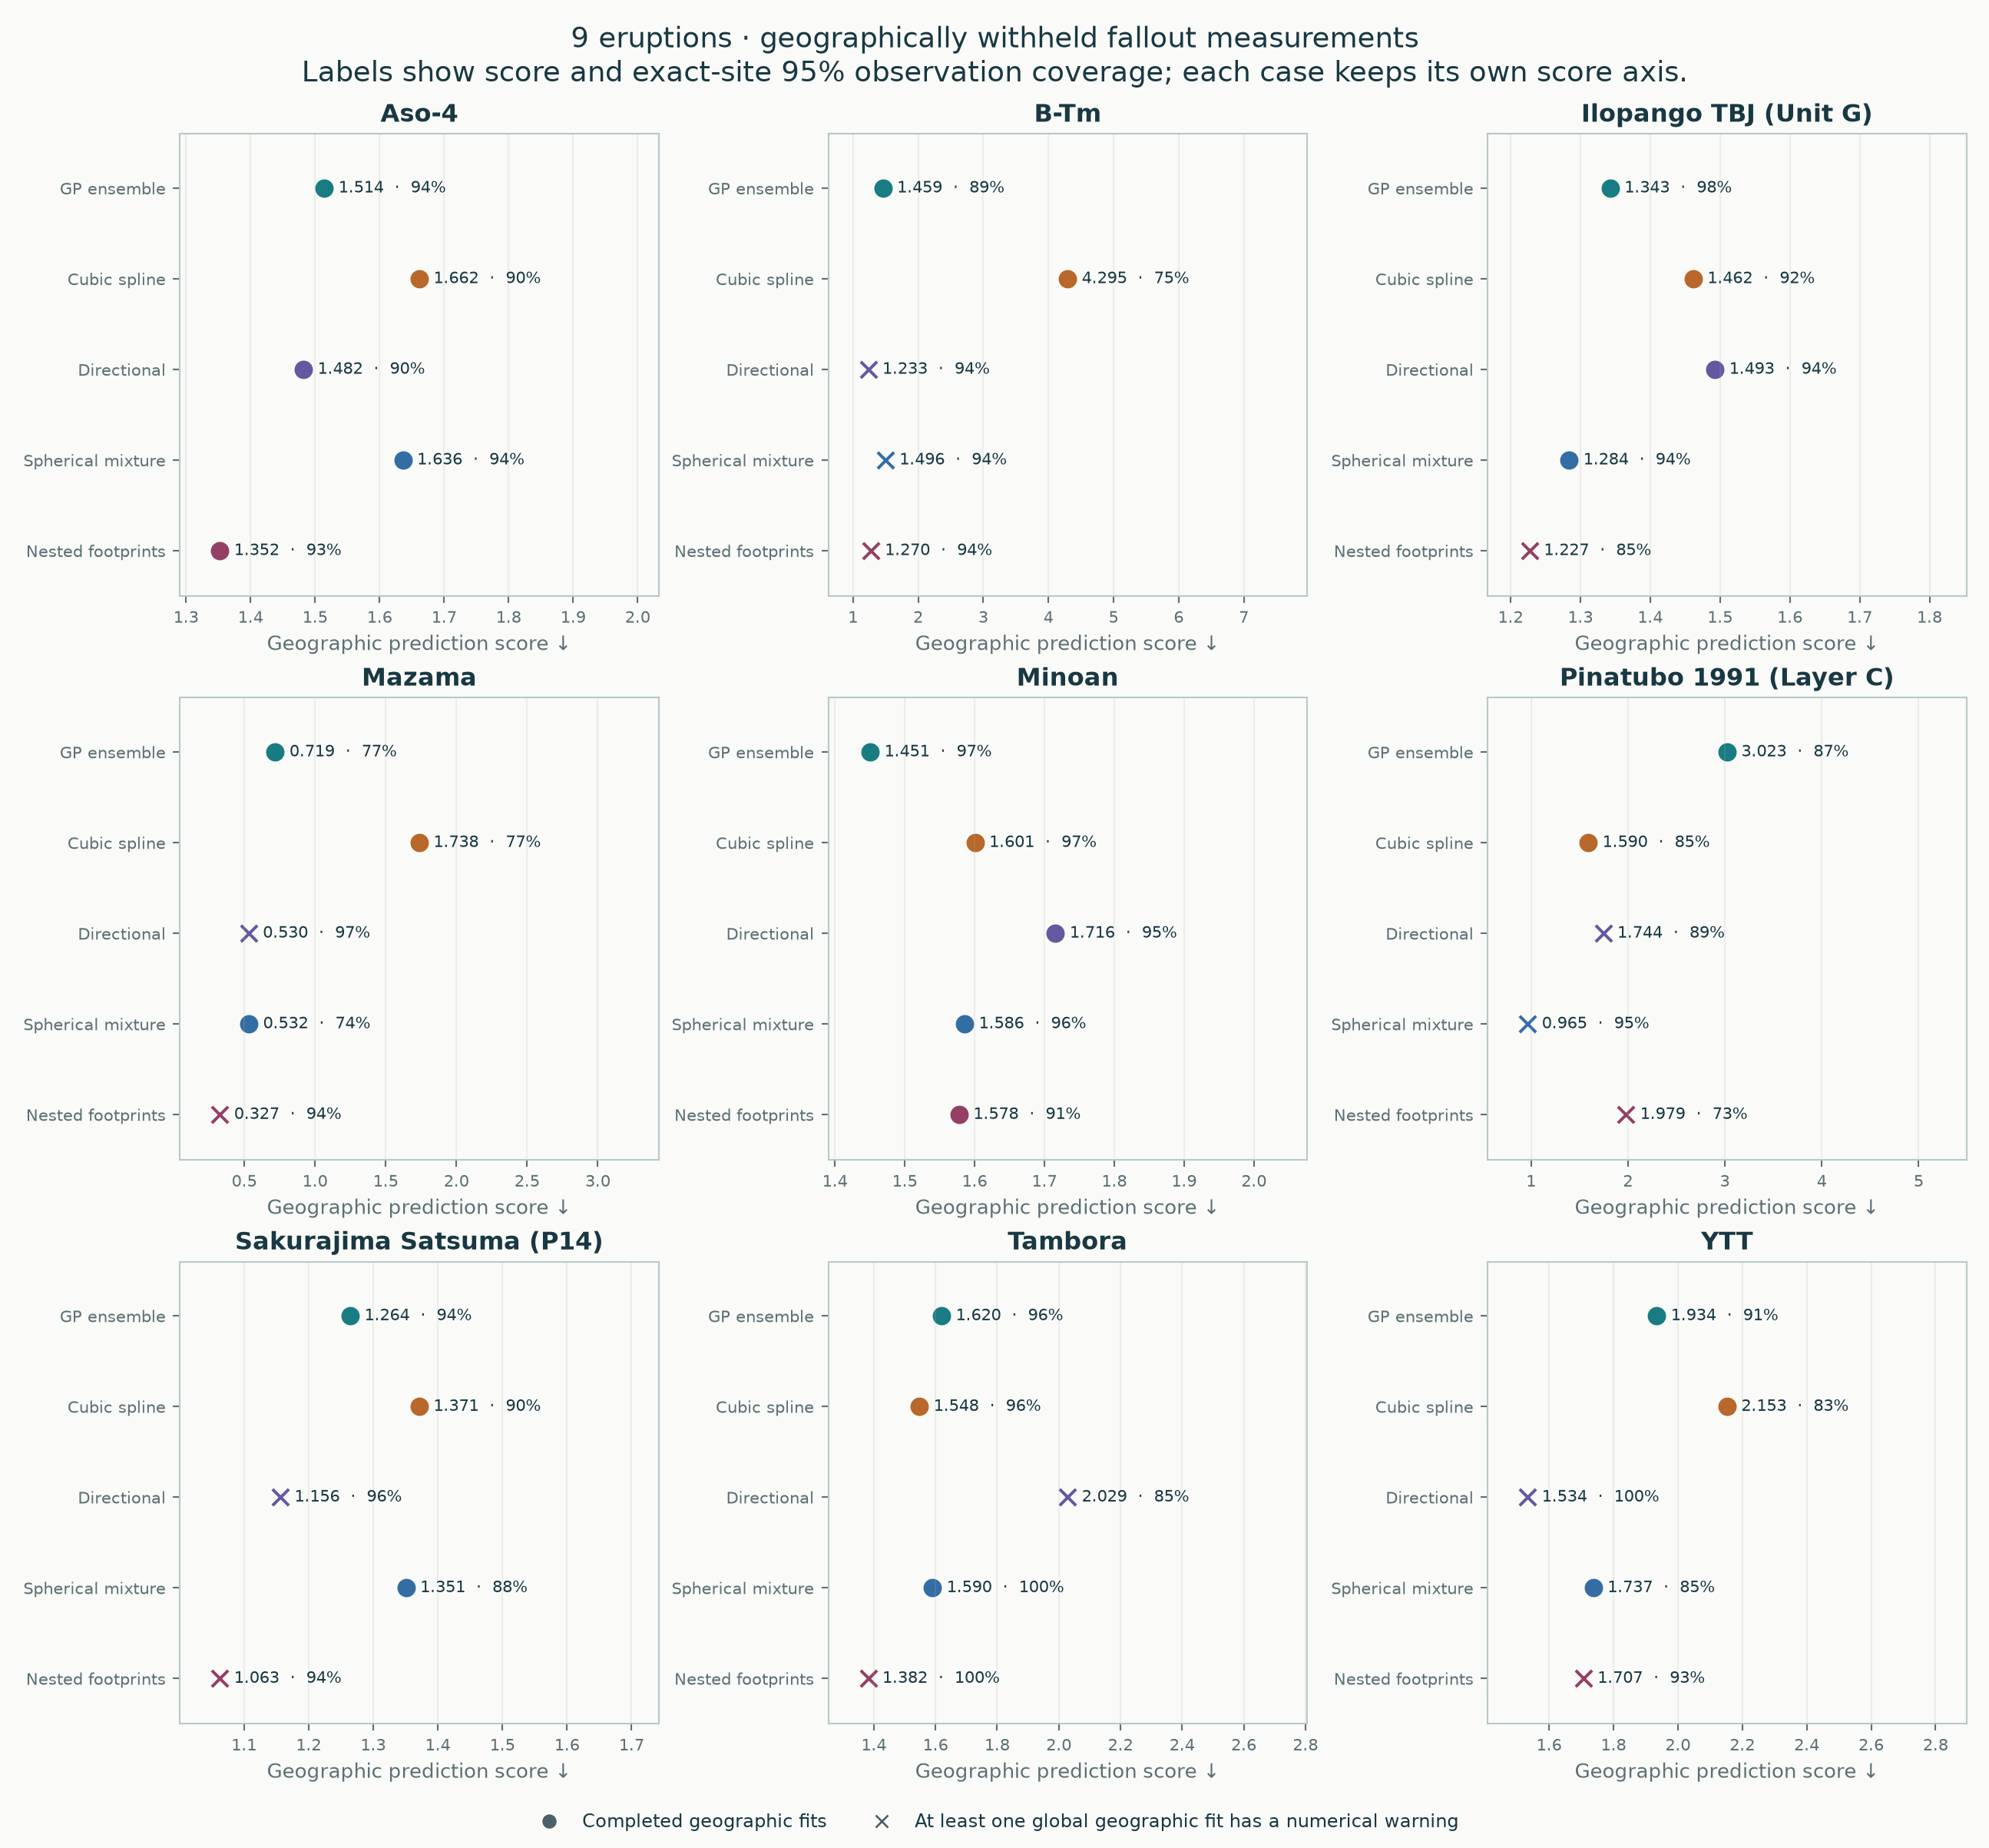 9 eruptions · geographically withheld fallout measurements
Labels show score and exact-site 95% observation coverage; each case keeps its own score axis.
Aso-4
GP ensemble
1.514 · 94%
Cubic spline
1.662 · 90%
Directional
1.482 · 90%
Spherical mixture
1.636 · 94%
Nested footprints
1.352 · 93%
1.3 1.4 1.5 1.6 1.7 1.8 1.9 2.0
Geographic prediction score ↓
B-Tm
GP ensemble
1.459 · 89%
Cubic spline
4.295 · 75%
Directional
1.233 · 94%
Spherical mixture
1.496 · 94%
Nested footprints
1.270 · 94%
1 2 3 4 5 6 7
Geographic prediction score ↓
Ilopango TBJ (Unit G)
GP ensemble
1.343 · 98%
Cubic spline
1.462 · 92%
Directional
1.493 · 94%
Spherical mixture
1.284 · 94%
Nested footprints
1.227 · 85%
1.2 1.3 1.4 1.5 1.6 1.7 1.8
Geographic prediction score ↓
Mazama
GP ensemble
0.719 · 77%
Cubic spline
1.738 · 77%
Directional
0.530 · 97%
Spherical mixture
0.532 · 74%
Nested footprints
0.327 · 94%
0.5 1.0 1.5 2.0 2.5 3.0
Geographic prediction score ↓
Minoan
GP ensemble
1.451 · 97%
Cubic spline
1.601 · 97%
Directional
1.716 · 95%
Spherical mixture
1.586 · 96%
Nested footprints
1.578 · 91%
1.4 1.5 1.6 1.7 1.8 1.9 2.0
Geographic prediction score ↓
Pinatubo 1991 (Layer C)
GP ensemble
3.023 · 87%
Cubic spline
1.590 · 85%
Directional
1.744 · 89%
Spherical mixture
0.965 · 95%
Nested footprints
1.979 · 73%
1 2 3 4 5
Geographic prediction score ↓
Sakurajima Satsuma (P14)
GP ensemble
1.264 · 94%
Cubic spline
1.371 · 90%
Directional
1.156 · 96%
Spherical mixture
1.351 · 88%
Nested footprints
1.063 · 94%
1.1 1.2 1.3 1.4 1.5 1.6 1.7
Geographic prediction score ↓
Tambora
GP ensemble
1.620 · 96%
Cubic spline
1.548 · 96%
Directional
2.029 · 85%
Spherical mixture
1.590 · 100%
Nested footprints
1.382 · 100%
1.4 1.6 1.8 2.0 2.2 2.4 2.6 2.8
Geographic prediction score ↓
YTT
GP ensemble
1.934 · 91%
Cubic spline
2.153 · 83%
Directional
1.534 · 100%
Spherical mixture
1.737 · 85%
Nested footprints
1.707 · 93%
1.6 1.8 2.0 2.2 2.4 2.6 2.8
Geographic prediction score ↓
Completed geographic fits
At least one global geographic fit has a numerical warning